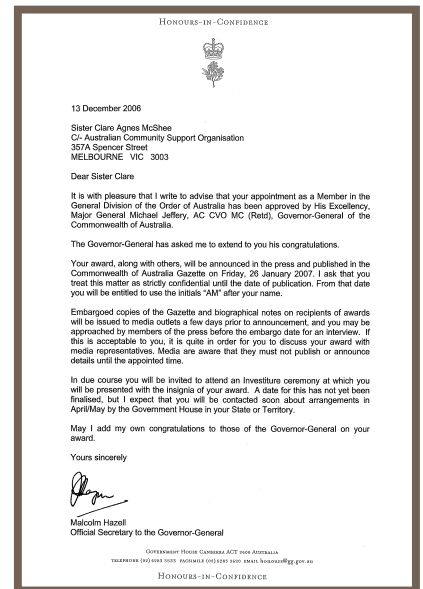 HONOURS-IN-CONFIDENCE
13 December 2006
Sister Clare Agnes McShee
C/- Australian Community Support Organisation
357A Spencer Street
MELBOURNE VIC 3003
Dear Sister Clare
It is with pleasure that I write to advise that your appointment as a Member in the
General Division of the Order of Australia has been approved by His Excellency,
Major General Michael Jeffery, AC CVO MC (Retd), Governor-General of the
Commonwealth of Australia.
The Governor-General has asked me to extend to you his congratulations.
Your award, along with others, will be announced in the press and published in the
Commonwealth of Australia Gazette on Friday, 26 January 2007. I ask that you
treat this matter as strictly confidential until the date of publication. From that date
you will be entitled to use the initials “AM” after your name.
Embargoed copies of the Gazette and biographical notes on recipients of awards
will be issued to media outlets a few days prior to announcement, and you may be
approached by members of the press before the embargo date for an interview. If
this is acceptable to you, it is quite in order for you to discuss your award with
media representatives. Media are aware that they must not publish or announce
details until the appointed time.
In due course you will be invited to attend an Investiture ceremony at which you
will be presented with the insignia of your award. A date for this has not yet been
finalised, but I expect that you will be contacted soon about arrangements in
April/May by the Government House in your State or Territory.
May I add my own congratulations to those of the Governor-General on your
award.
Yours sincerely
Malcolm Hazell
Official Secretary to the Governor-General
GOVERNMENT HOUSE CANBERRA ACT 2600 AUSTRALIA
TELEPHONE (02) 6283 3533 FACSIMILE (02) 6283 3620 EMAIL honours@gg.gov.au
HONOURS-IN-CONFIDENCE